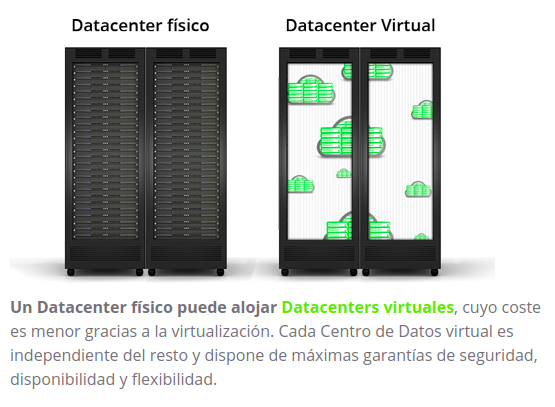 Datacenter físico
Datacenter Virtual
Un Datacenter físico puede alojar Datacenters virtuales, cuyo coste
es menor gracias a la virtualización. Cada Centro de Datos virtual es
independiente del resto y dispone de máximas garantías de seguridad,
disponibilidad y flexibilidad.